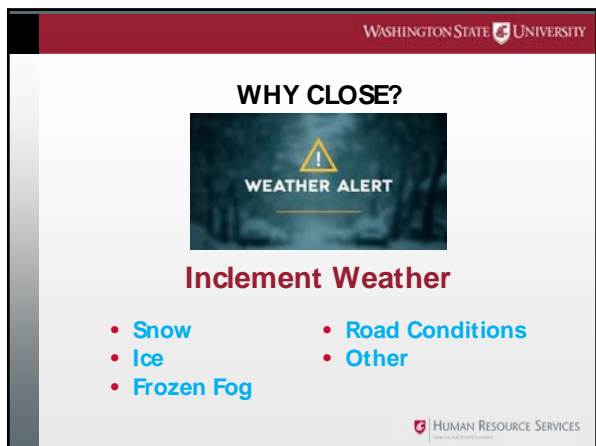 WASHINGTON STATE UNIVERSITY
WHY CLOSE?
WEATHER ALERT
Inclement Weather
• Snow
• Ice
• Frozen Fog
• Road Conditions
• Other
HUMAN RESOURCE SERVICES